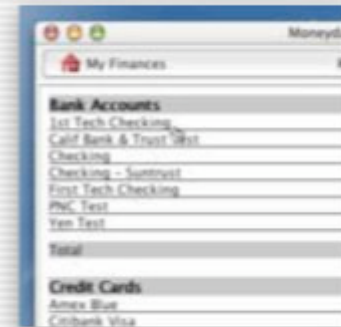 Moneyd
My Finances
Bank Accounts
1st Tech Checking
Calif Bank & Trust Test
Checking
Checking - Suntrust
First Tech Checking
PNC Test
Yen Test
Total
Credit Cards
Amex Blue
Citibank Visa